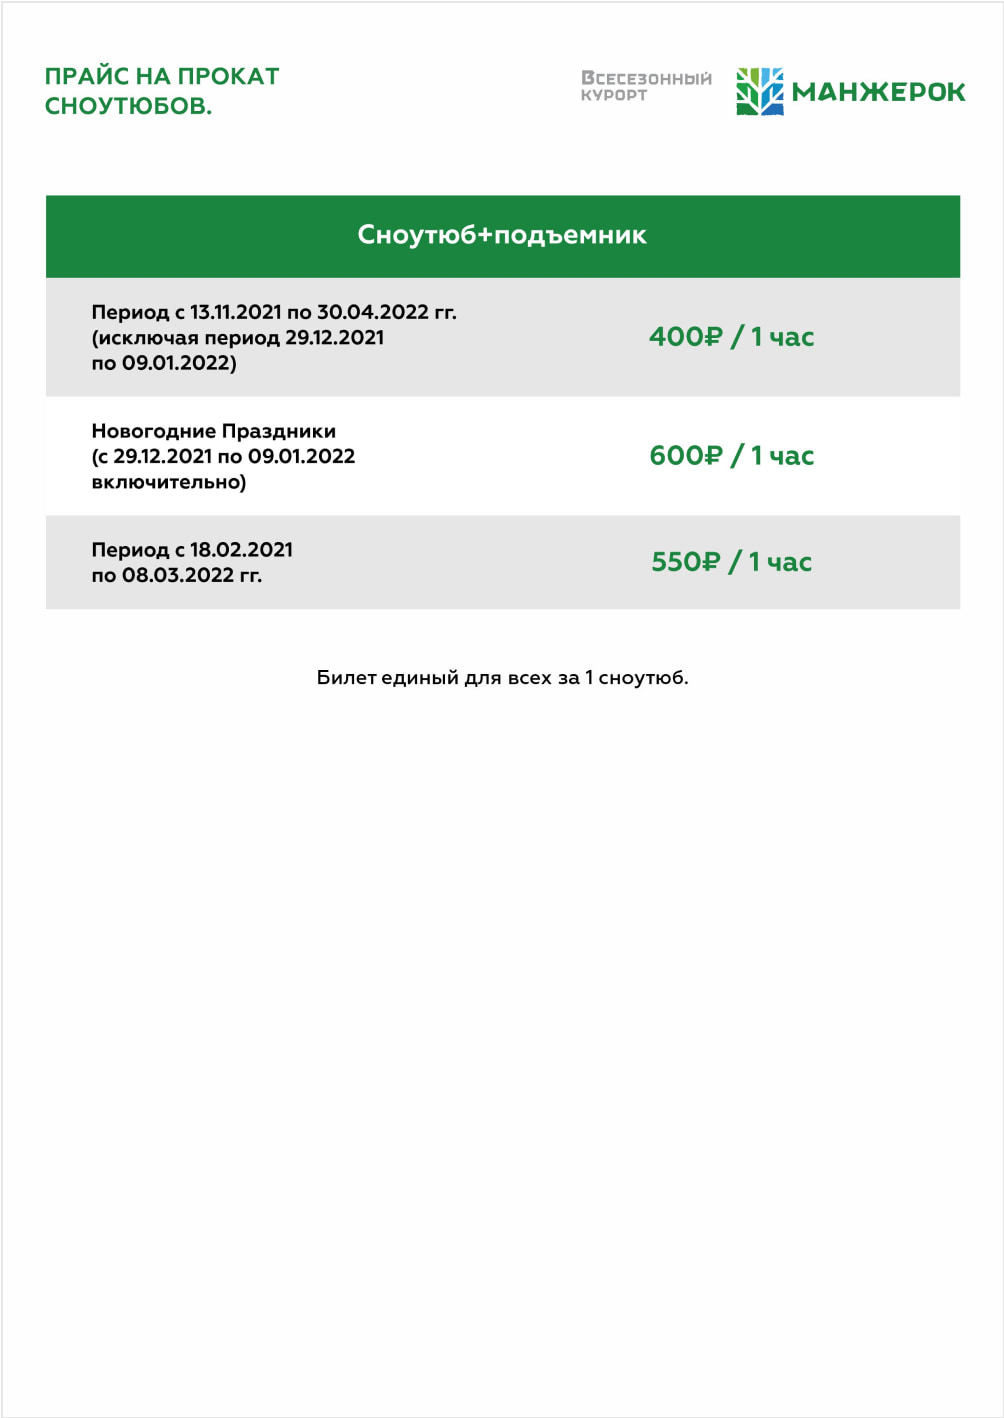 ПРАЙС НА ПРОКАТ
СНОУТЮБОВ.
Всесезонный
курорт
МАНЖЕРОК
Сноутюб+подъемник
Период с 13.11.2021 по 30.04.2022 гг.
(исключая период 29.12.2021
по 09.01.2022)
400₽ / 1 час
Новогодние Праздники
(с 29.12.2021 по 09.01.2022
включительно)
600₽ / 1 час
Период с 18.02.2021
по 08.03.2022 гг.
550₽ / 1 час
Билет единый для всех за 1 сноутюб.